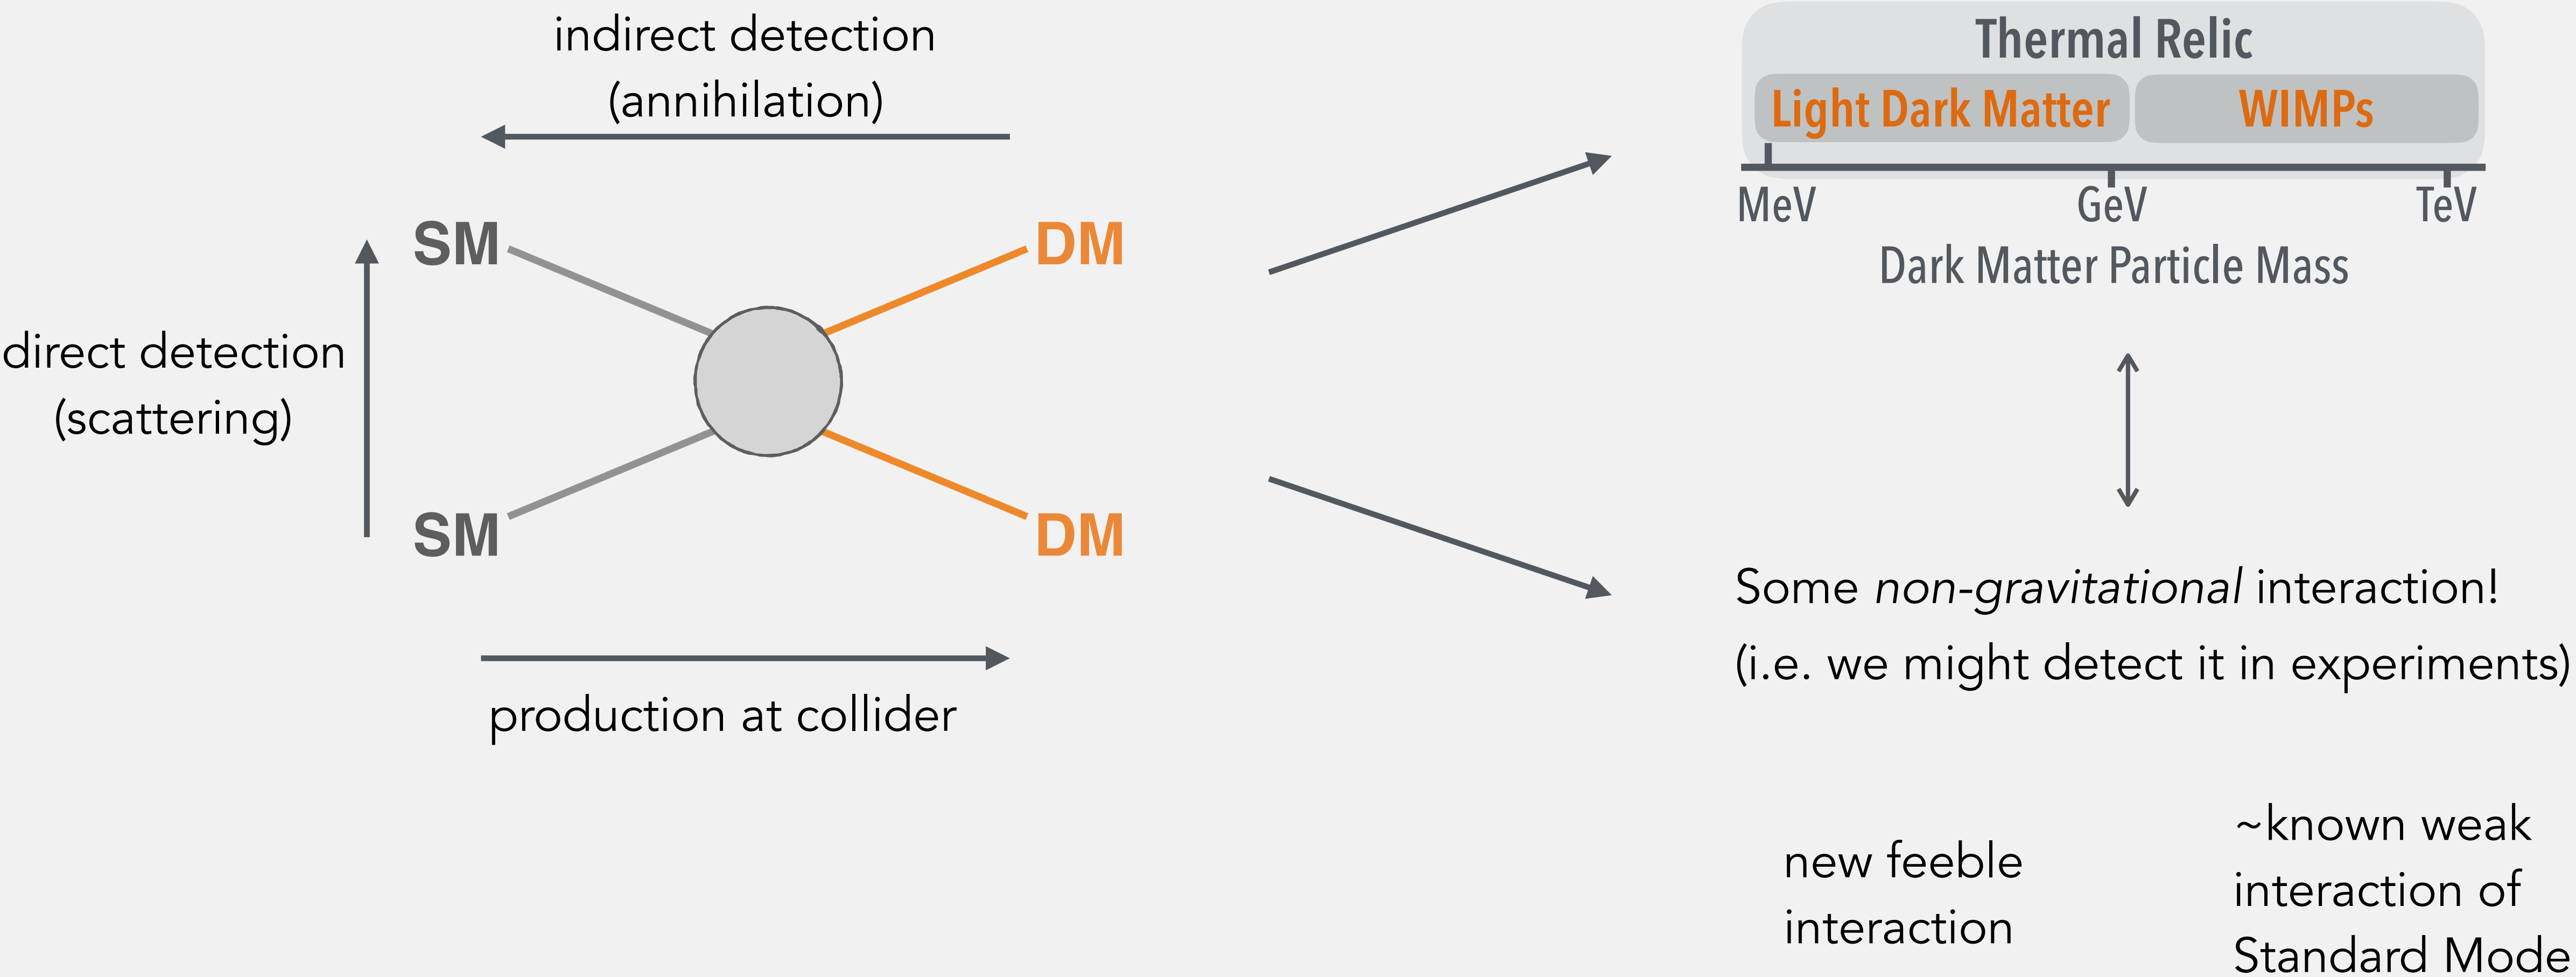 indirect detection
(annihilation)
SM
DM
direct detection
(scattering)
SM
DM
production at collider
Thermal Relic
Light Dark Matter
WIMPs
MeV
GeV
TeV
Dark Matter Particle Mass
Some non-gravitational interaction!
(i.e. we might detect it in experiments)
new feeble
interaction
~known weak
interaction of
Standard Mode